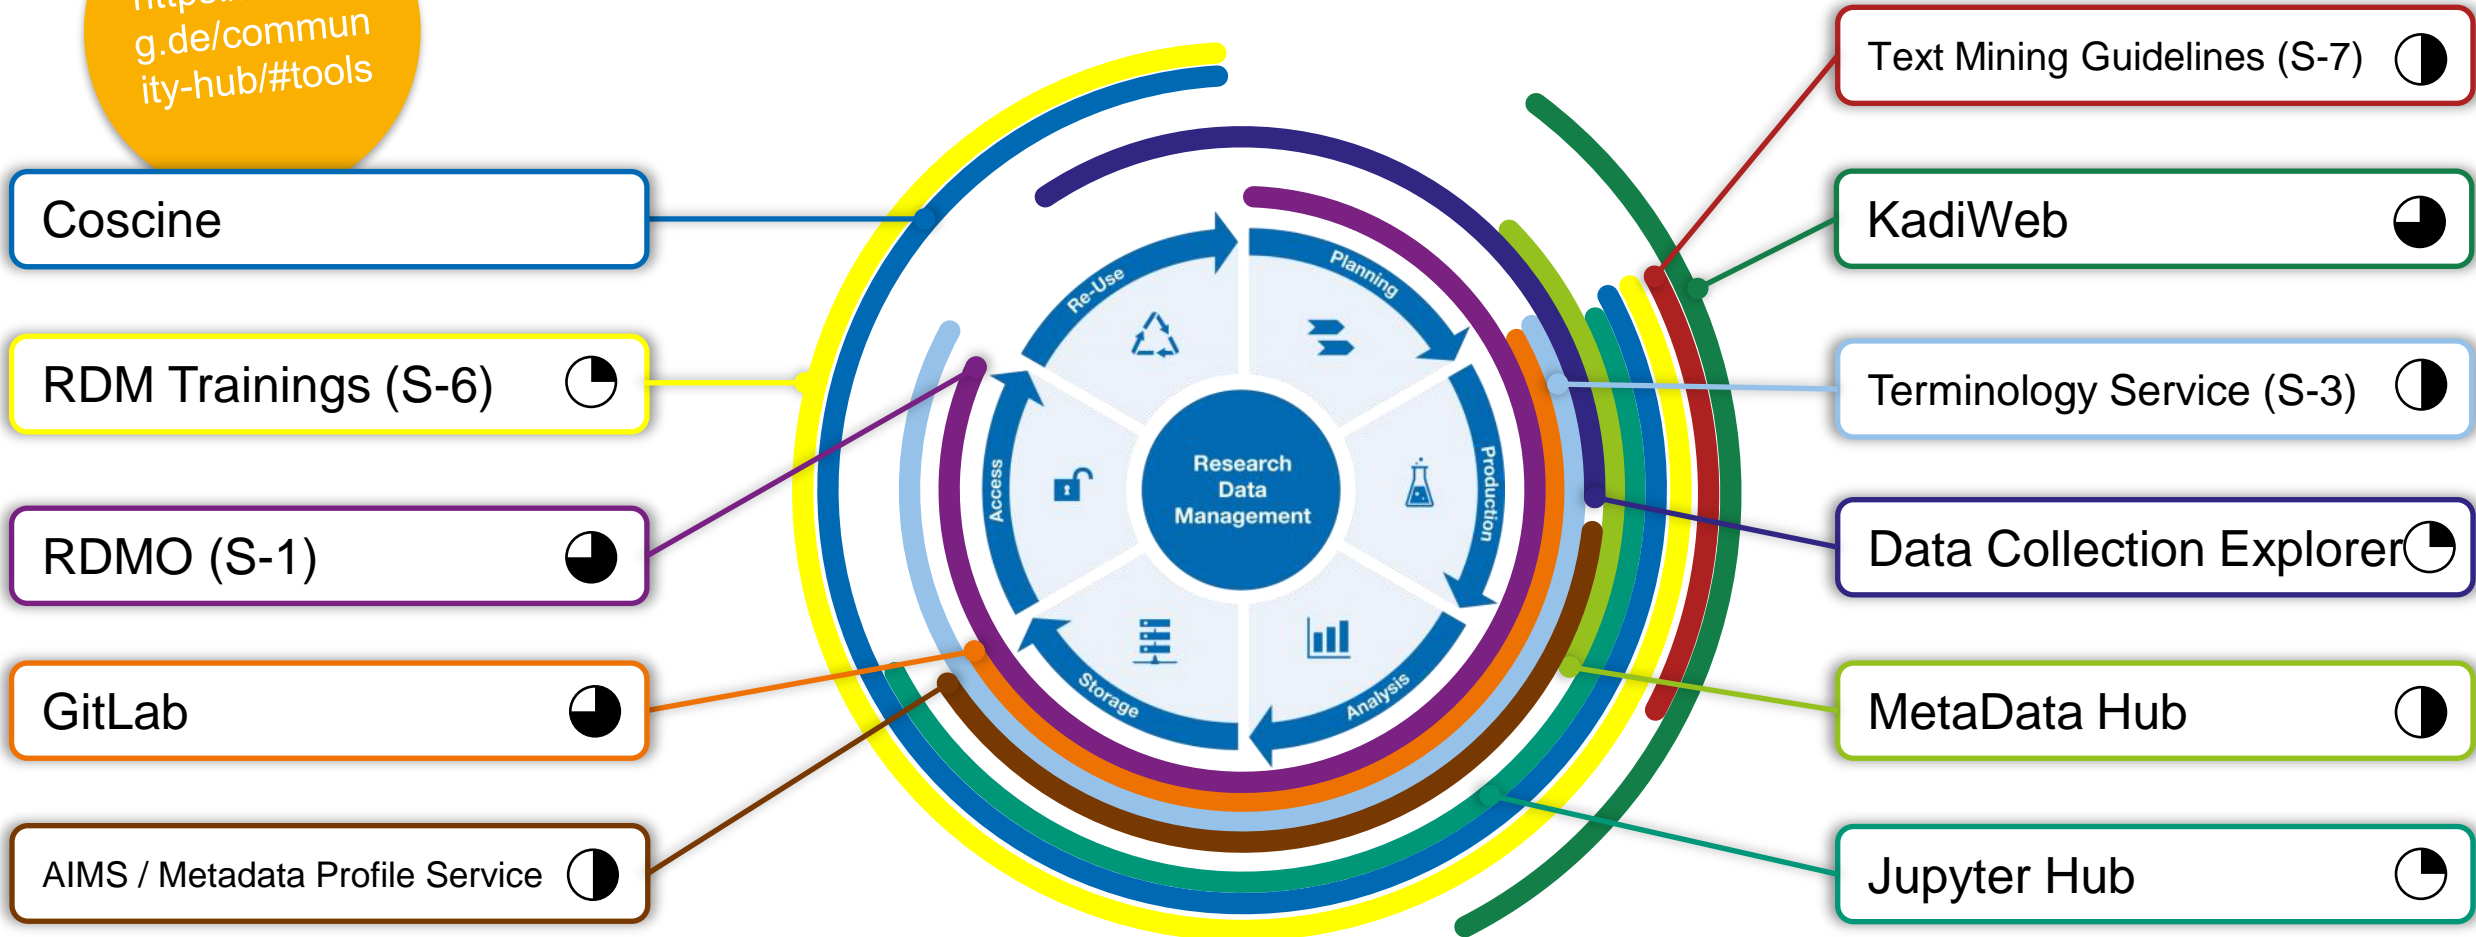 g.de/commun
ity-hub/#tools
Coscine
RDM Trainings (S-6)
RDMO (S-1)
GitLab
AIMS / Metadata Profile Service
Re-Use
Planning
Access
Production
Storage
Analysis
Research
Data
Management
Text Mining Guidelines (S-7)
KadiWeb
Terminology Service (S-3)
Data Collection Explorer
MetaData Hub
Jupyter Hub